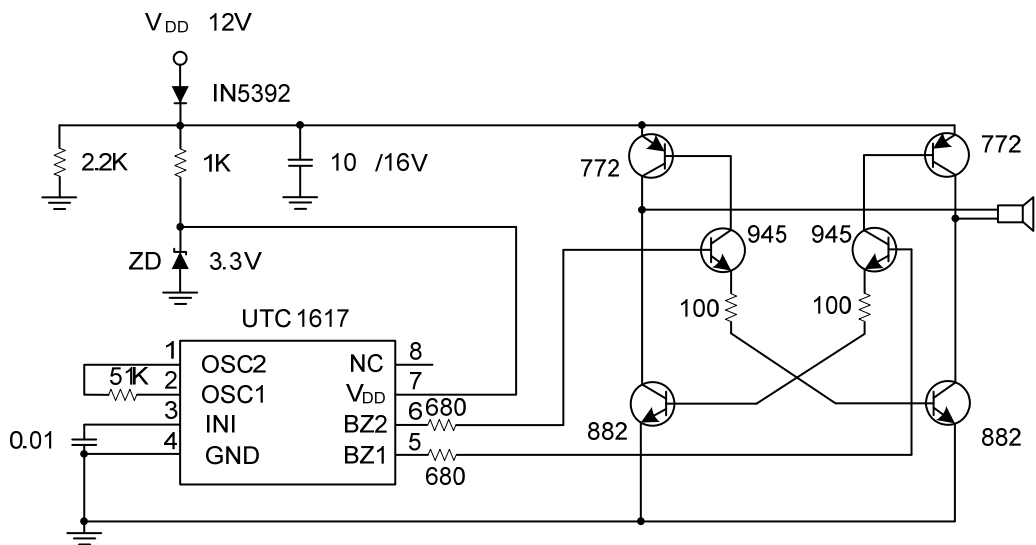 VDD 12V
IN5392
2.2K
1K
10 /16V
772
772
945
945
ZD 3.3V
100
100
UTC 1617
1 OSC2
NC 8
51K
2 OSC1
VDD 7
3 INI
BZ2 6 680
4 GND
BZ1 5
680
0.01
882
882